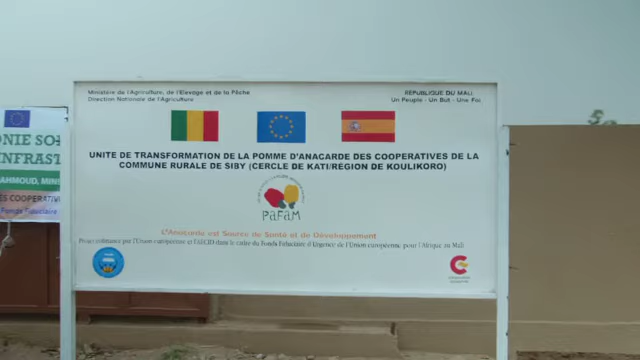 Ministère de l'Agriculture, de l'Elevage et de la Pêche
Direction Nationale de l'Agriculture
REPUBLIQUE DU MALI
Un Peuple - Un But - Une Foi
UNITE DE TRANSFORMATION DE LA POMME D'ANACARDE DES COOPERATIVES DE LA
COMMUNE RURALE DE SIBY (CERCLE DE KATI/REGION DE KOULIKORO)
PAFAM
L'Anacarde est Source de Santé et de Développement
Projet cofinancé par l'Union européenne et l'AECID dans le cadre du Fonds Fiduciaire d'Urgence de l'Union européenne pour l'Afrique au Mali
ONIE SO
INFRAST
AHMOUD, MIN
ES COOPERATIV
Fonds Fiduciaire